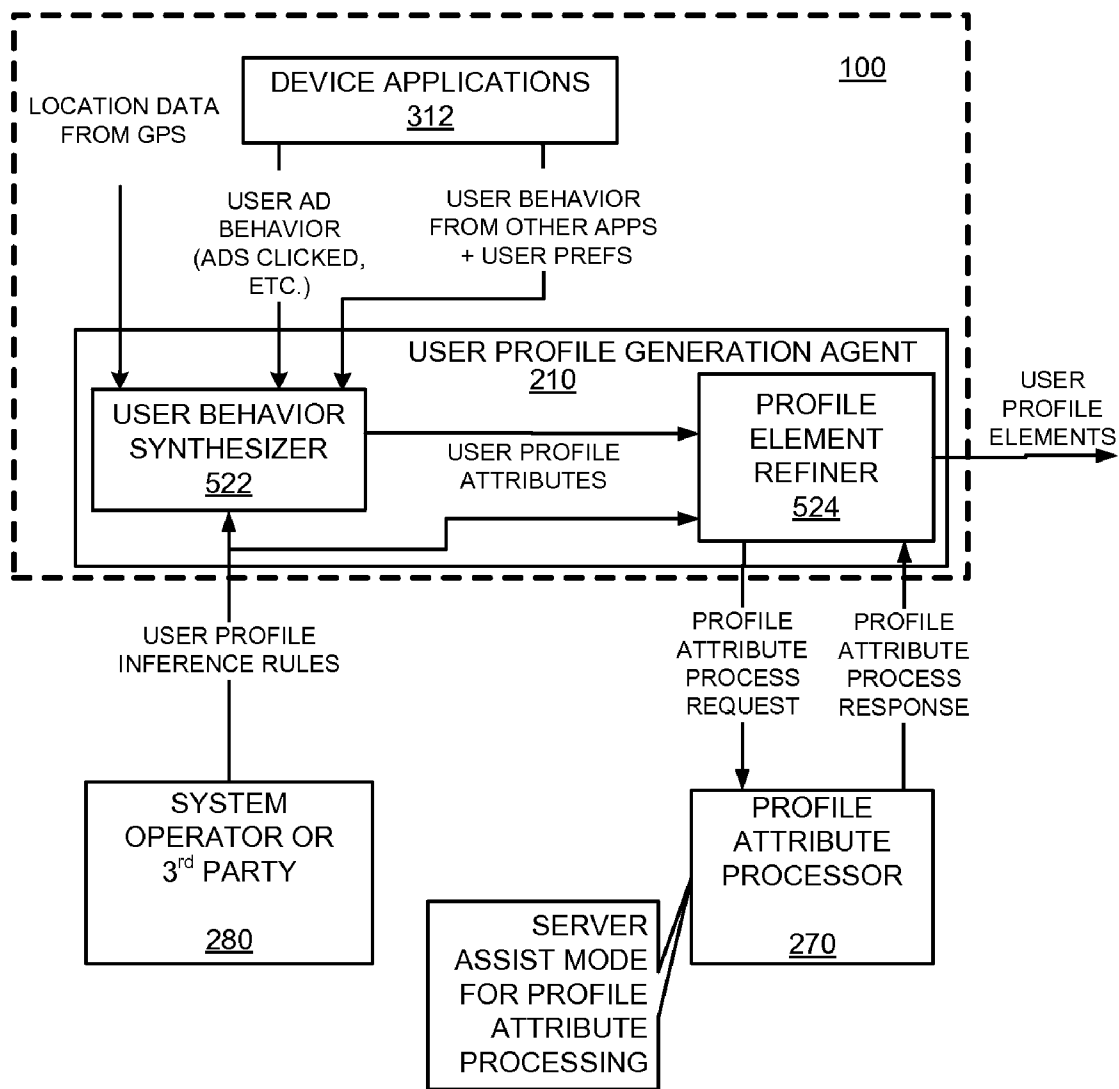 100
DEVICE APPLICATIONS
312
LOCATION DATA
FROM GPS
USER AD
BEHAVIOR
(ADS CLICKED,
ETC.)
USER BEHAVIOR
FROM OTHER APPS
+ USER PREFS
USER PROFILE GENERATION AGENT
210
USER BEHAVIOR
SYNTHESIZER
522
USER PROFILE
ATTRIBUTES
PROFILE
ELEMENT
REFINER
524
USER
PROFILE
ELEMENTS
USER PROFILE
INFERENCE RULES
PROFILE
ATTRIBUTE
PROCESS
REQUEST
PROFILE
ATTRIBUTE
PROCESS
RESPONSE
SYSTEM
OPERATOR OR
3rd PARTY
280
PROFILE
ATTRIBUTE
PROCESSOR
270
SERVER
ASSIST MODE
FOR PROFILE
ATTRIBUTE
PROCESSING